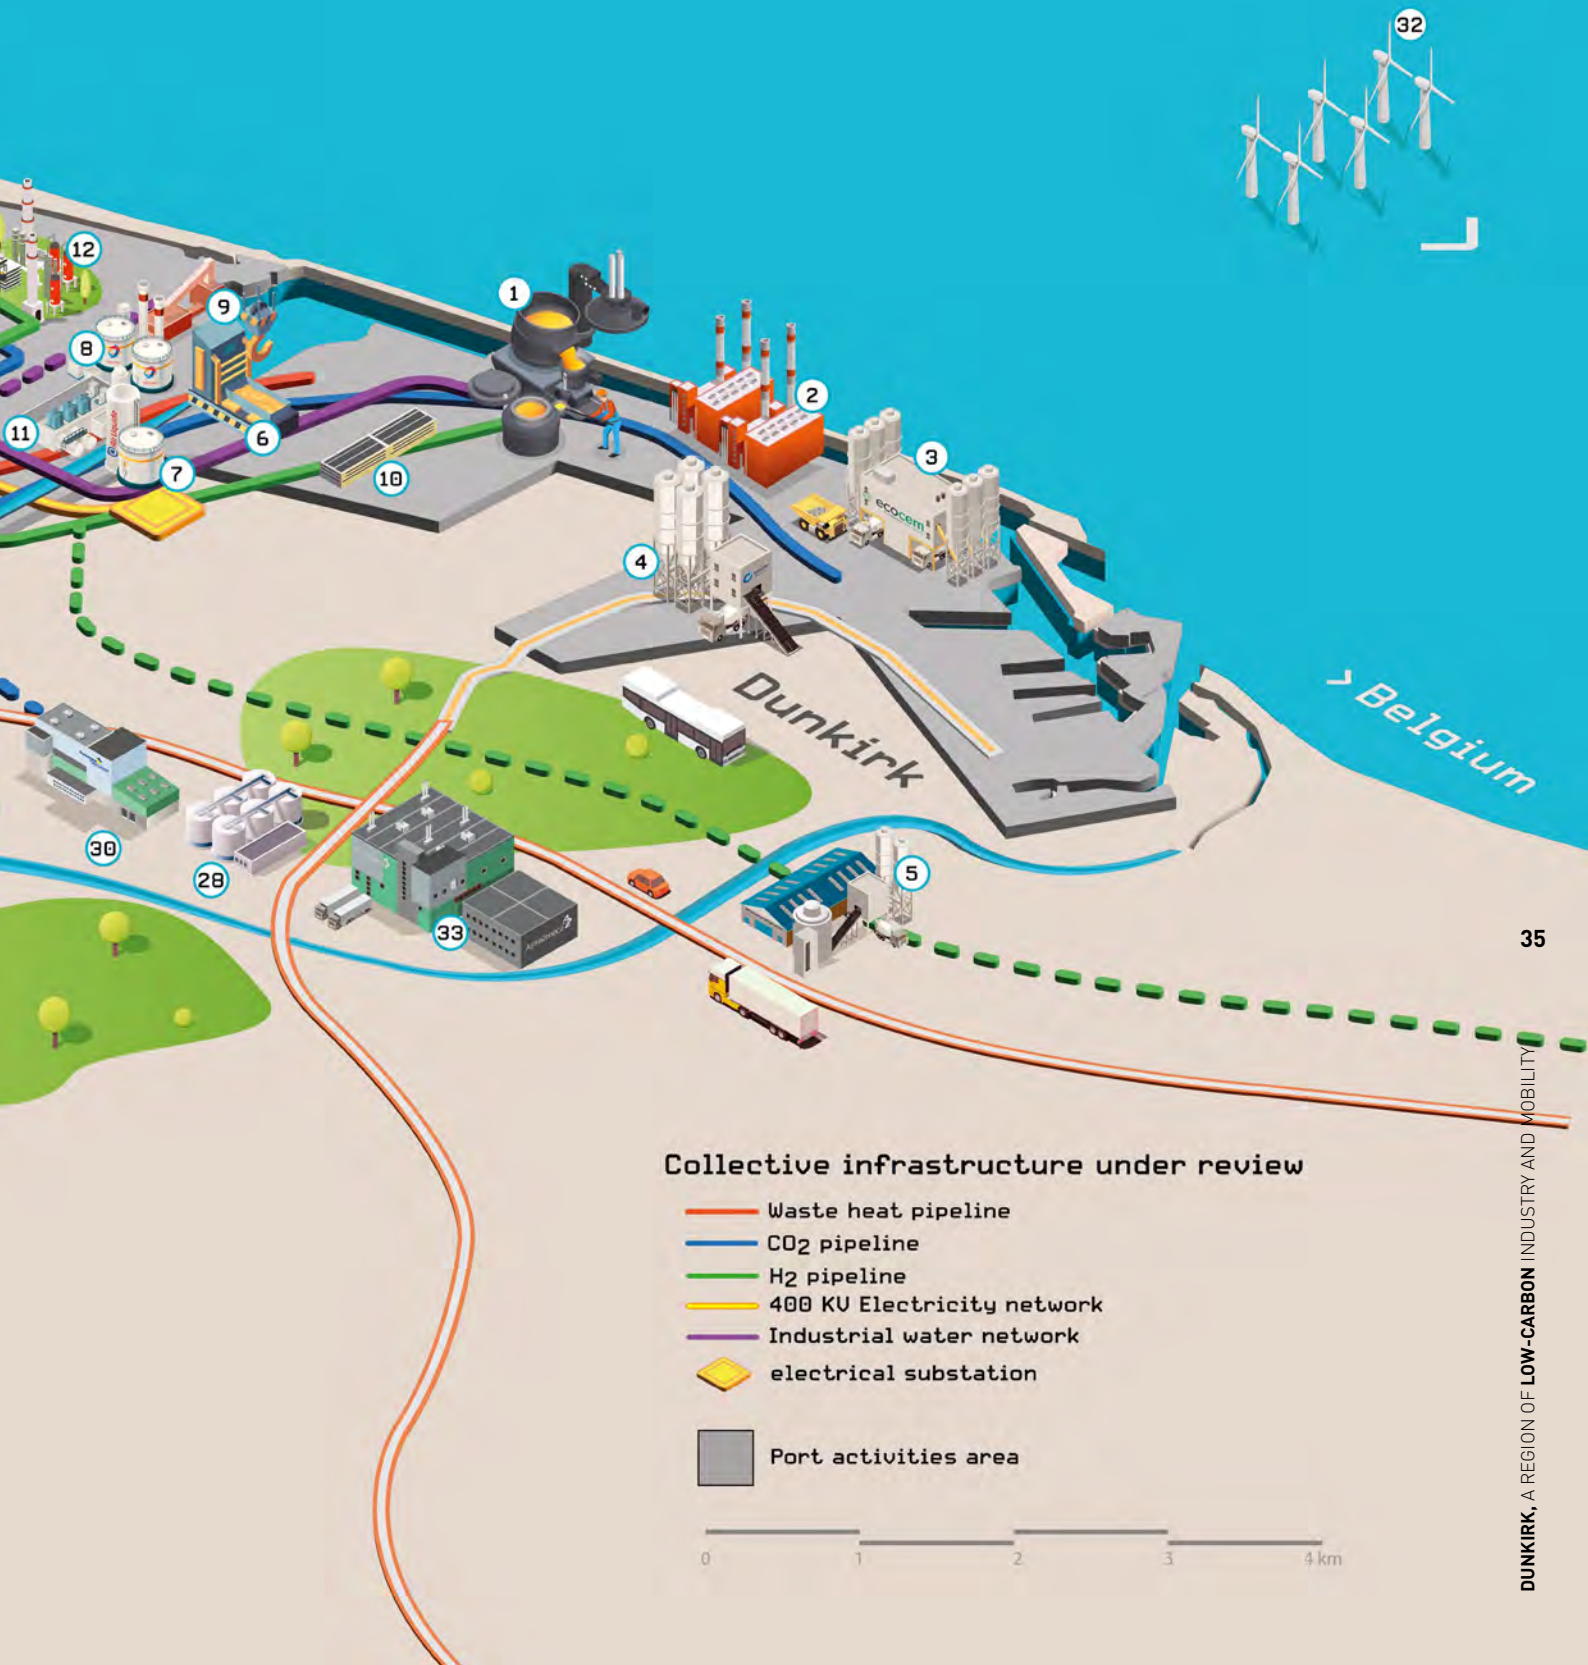 32
12
1
9
8
2
11
6
3
ecocem
7
10
4
Dunkirk
Belgium
30
28
5
33
35
Collective infrastructure under review
Waste heat pipeline
CO2 pipeline
H2 pipeline
400 KV Electricity network
Industrial water network
electrical substation
Port activities area
0 1 2 3 4 km
DUNKIRK, A REGION OF LOW-CARBON INDUSTRY AND MOBILITY